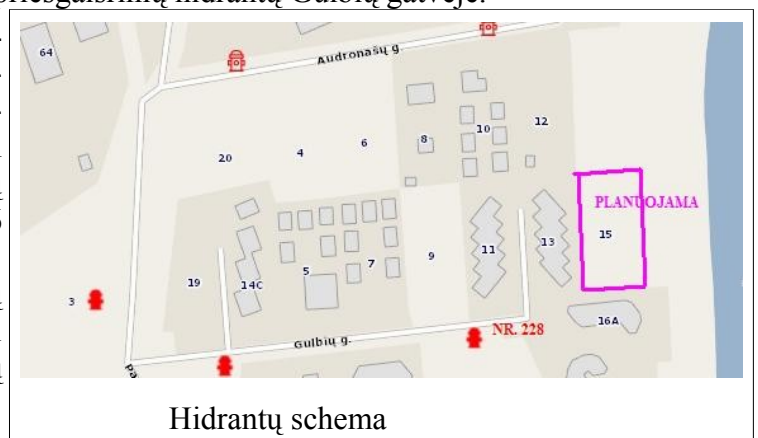 priešgaisrinių hidrantų Gulbių gatvėje.
64
Audronašų g.
12
10
8
6
4
20
PLANUOJAMA
15
13
11
9
7
5
14C
19
3
16A
NR. 228
Gulbių g.
Pa
Hidrantų schema